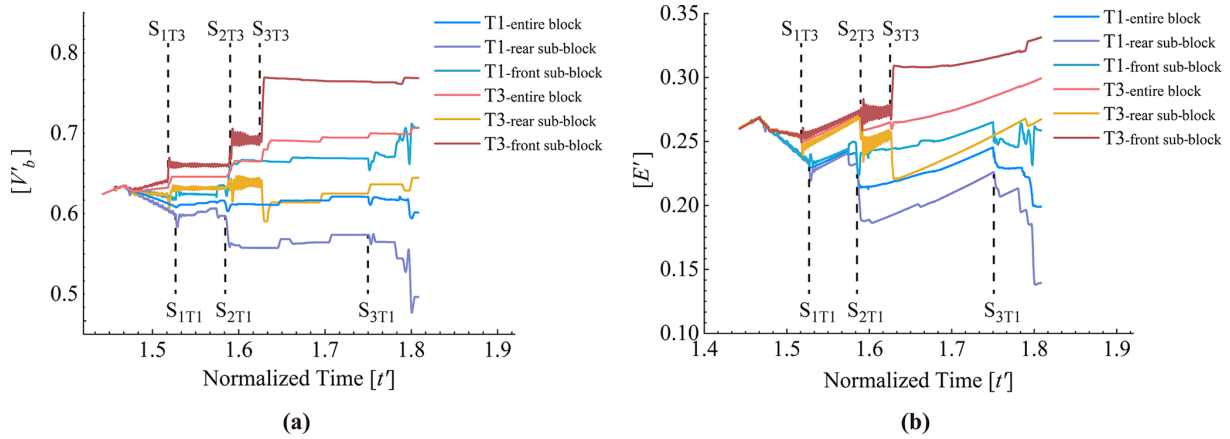 S1T3 S2T3 S3T3
T1-entire block
T1-rear sub-block
T1-front sub-block
T3-entire block
T3-rear sub-block
T3-front sub-block
0.8
0.7
0.6
0.5
[V′b]
S1T1 S2T1 S3T1
1.5 1.6 1.7 1.8 1.9
Normalized Time [t′]
(a)
S1T3 S2T3 S3T3
T1-entire block
T1-rear sub-block
T1-front sub-block
T3-entire block
T3-rear sub-block
T3-front sub-block
0.35
0.30
0.25
0.20
0.15
0.10
[E′]
S1T1 S2T1 S3T1
1.4 1.5 1.6 1.7 1.8 1.9
Normalized Time [t′]
(b)